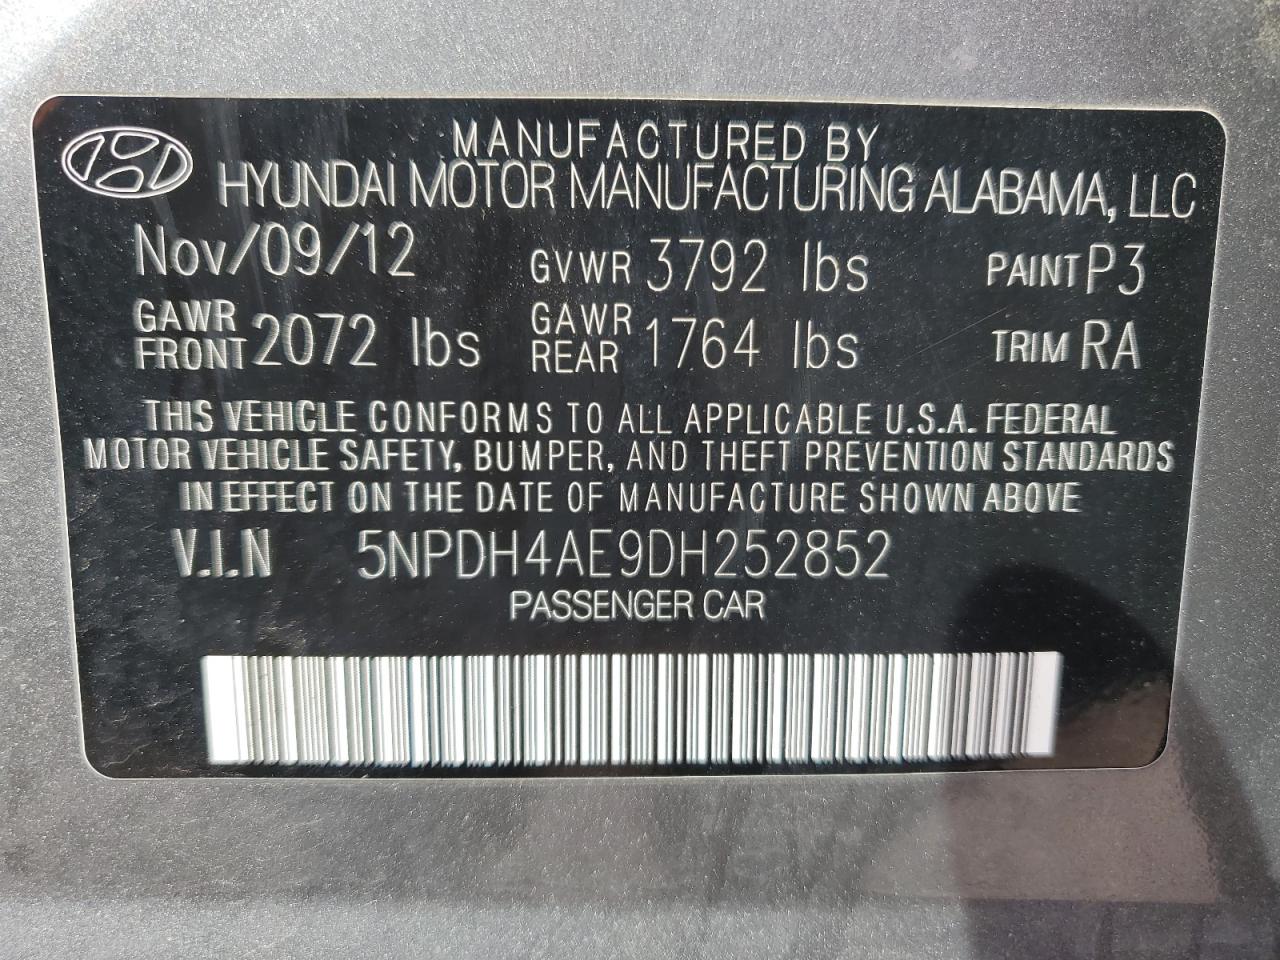 MANUFACTURED BY
HYUNDAI MOTOR MANUFACTURING ALABAMA, LLC
Nov/09/12 GVWR 3792 lbs PAINT P3
GAWR FRONT 2072 lbs GAWR REAR 1764 lbs TRIM RA
THIS VEHICLE CONFORMS TO ALL APPLICABLE U.S.A. FEDERAL
MOTOR VEHICLE SAFETY, BUMPER, AND THEFT PREVENTION STANDARDS
IN EFFECT ON THE DATE OF MANUFACTURE SHOWN ABOVE
V.I.N 5NPDH4AE9DH252852
PASSENGER CAR